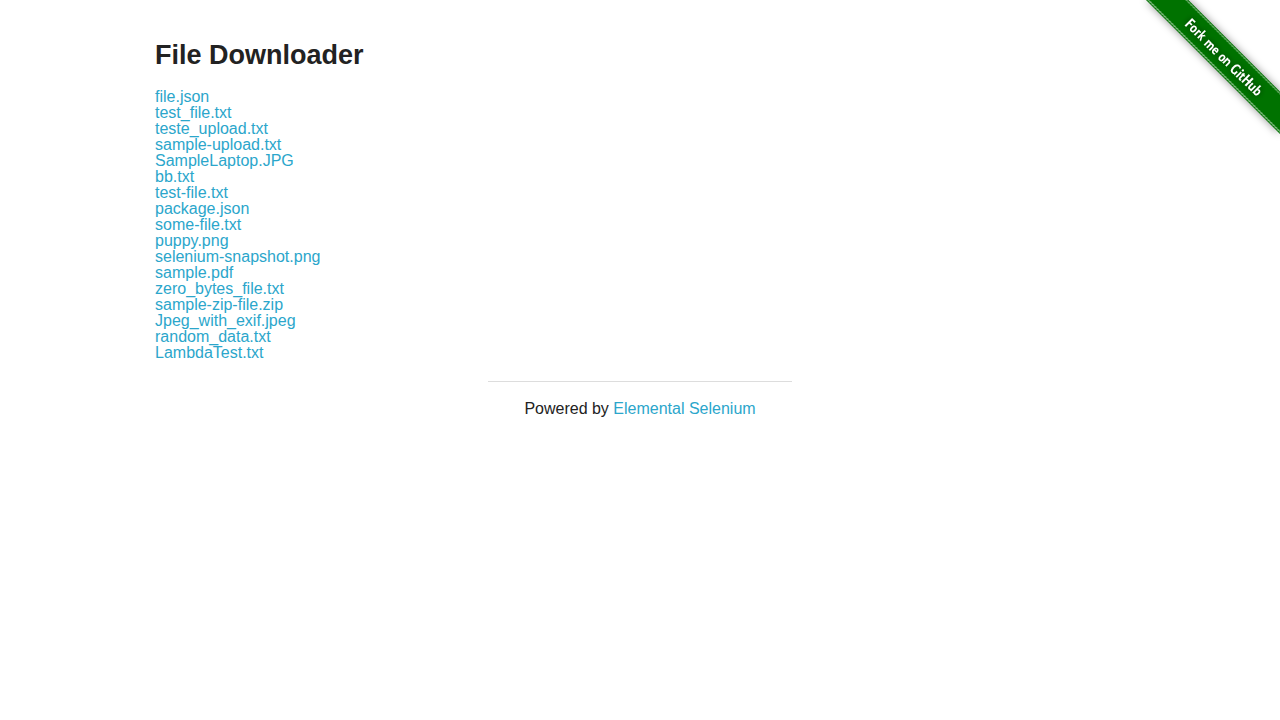 Fork me on GitHub
File Downloader
file.json
test_file.txt
teste_upload.txt
sample-upload.txt
SampleLaptop.JPG
bb.txt
test-file.txt
package.json
some-file.txt
puppy.png
selenium-snapshot.png
sample.pdf
zero_bytes_file.txt
sample-zip-file.zip
Jpeg_with_exif.jpeg
random_data.txt
LambdaTest.txt
Powered by Elemental Selenium